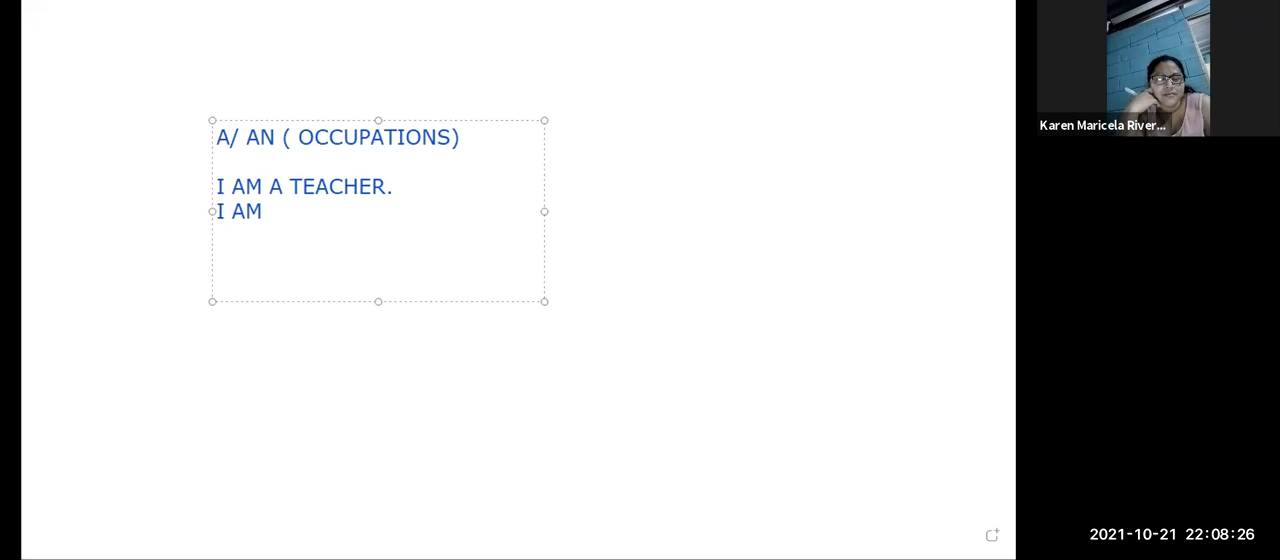 A/ AN ( OCCUPATIONS)
I AM A TEACHER.
I AM
Karen Maricela River...
2021-10-21 22:08:26